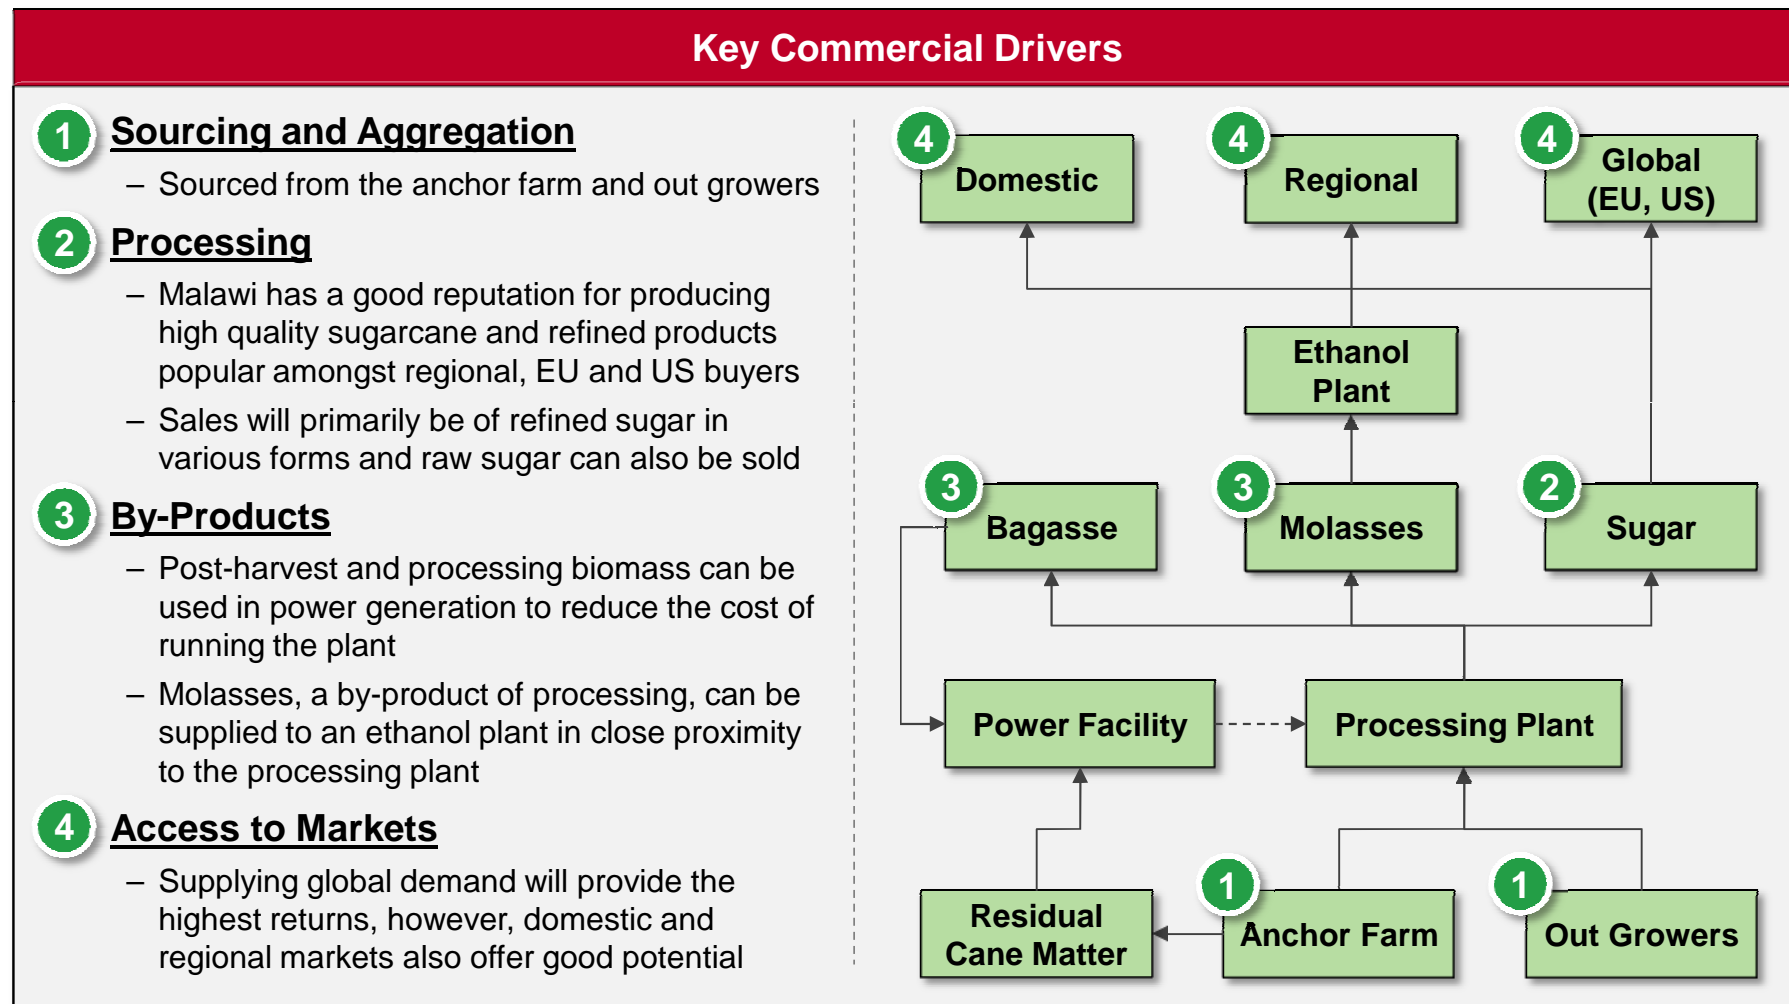 Key Commercial Drivers
1 Sourcing and Aggregation
– Sourced from the anchor farm and out growers
2 Processing
– Malawi has a good reputation for producing
high quality sugarcane and refined products
popular amongst regional, EU and US buyers
– Sales will primarily be of refined sugar in
various forms and raw sugar can also be sold
3 By-Products
– Post-harvest and processing biomass can be
used in power generation to reduce the cost of
running the plant
– Molasses, a by-product of processing, can be
supplied to an ethanol plant in close proximity
to the processing plant
4 Access to Markets
– Supplying global demand will provide the
highest returns, however, domestic and
regional markets also offer good potential
4
Domestic
4
Regional
4
Global
(EU, US)
Ethanol
Plant
3
Bagasse
3
Molasses
2
Sugar
Power Facility
Processing Plant
Residual
Cane Matter
1
Anchor Farm
1
Out Growers